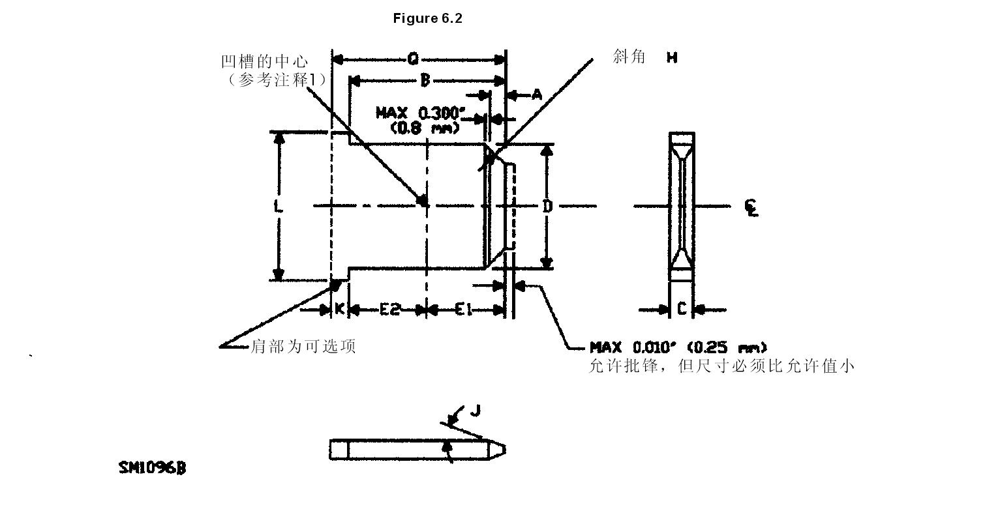 Figure 6.2
凹槽的中心
（参考注释1）
Q
斜角 H
B
A
MAX 0.300"
(0.8 mm)
L
D
℄
K
E2
E1
C
肩部为可选项
MAX 0.010" (0.25 mm)
允许批锋，但尺寸必须比允许值小
J
SM1096B